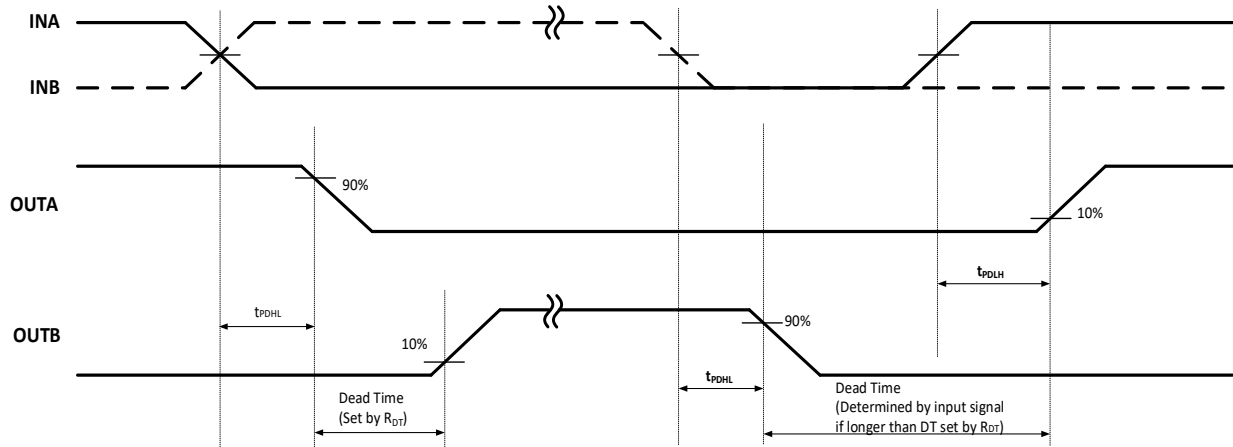 INA
INB
OUTA
90%
10%
tPDLH
OUTB
tPDHL
10%
90%
tPDHL
Dead Time
(Set by RDT)
Dead Time
(Determined by input signal
if longer than DT set by RDT)